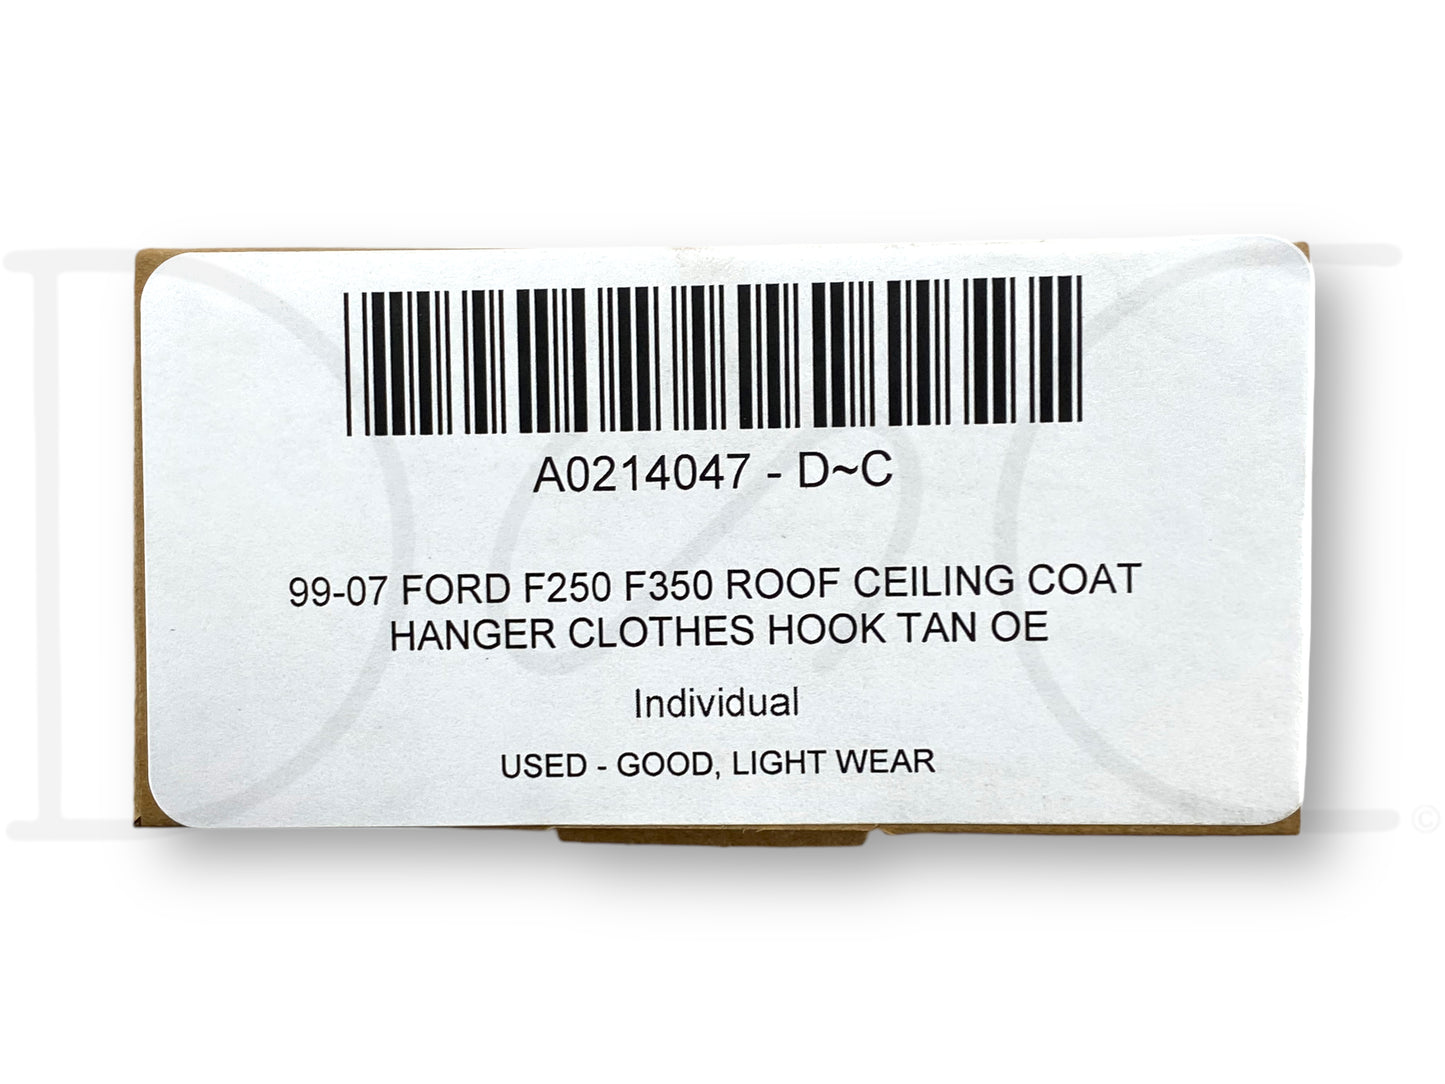 A0214047 - D~C
99-07 FORD F250 F350 ROOF CEILING COAT
HANGER CLOTHES HOOK TAN OE
Individual
USED - GOOD, LIGHT WEAR
©